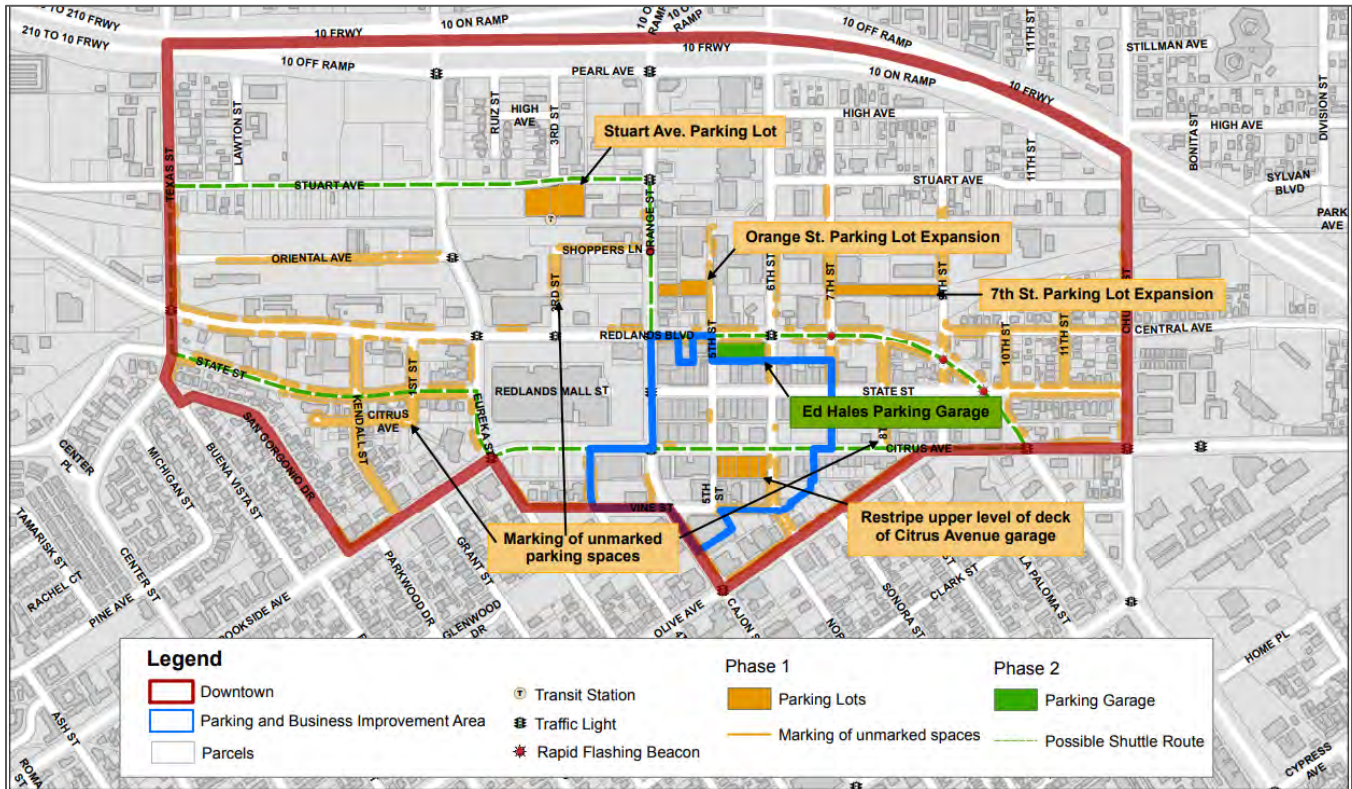 TO 210 FRWY
210 TO 10 FRWY
10 ON RAMP
10 ON RAMP
10 FRWY
10 OFF RAMP
RAMP
10 ON RAMP
10 FRWY
10 OFF RAMP
10 ON RAMP
10 FRWY
PEARL AVE
11TH ST
STILLMAN AVE
DIVISION ST
LAWTON ST
RUIZ ST
HIGH AVE
3RD ST
HIGH AVE
BONITA ST
HIGH AVE
Stuart Ave. Parking Lot
11TH ST
TEXAS ST
STUART AVE
STUART AVE
SYLVAN BLVD
PARK AVE
ORANGE ST
Orange St. Parking Lot Expansion
SHOPPERS LN
ORIENTAL AVE
3RD ST
6TH ST
7TH ST
9TH ST
7th St. Parking Lot Expansion
REDLANDS BLVD
5TH ST
CENTRAL AVE
10TH ST
11TH ST
STATE ST
1ST ST
REDLANDS MALL ST
STATE ST
KENDALL ST
CITRUS AVE
EUREKA ST
Ed Hales Parking Garage
8TH
CITRUS AVE
CENTER PL
SAN GORGONIO DR
MICHIGAN ST
BUENA VISTA ST
5TH ST
VINE ST
Marking of unmarked
parking spaces
Restripe upper level of deck
of Citrus Avenue garage
TAMARISK ST
CENTER ST
RACHEL CT
PINE AVE
BROOKSIDE AVE
PARKWOOD DR
GRANT ST
GLENWOOD DR
OLIVE AVE
CAJON S
SONORA ST
CLARK ST
LA PALOMA ST
HOME PL
ASH ST
CYPRESS AVE
Legend
Downtown
Parking and Business Improvement Area
Parcels
T Transit Station
Traffic Light
Rapid Flashing Beacon
Phase 1
Parking Lots
Marking of unmarked spaces
Phase 2
Parking Garage
Possible Shuttle Route